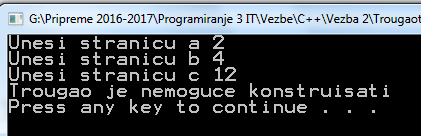 G:\Pripreme 2016-2017\Programiranje 3 IT\Vezbe\C++\Vezba 2\Trougaot
Unesi stranicu a 2
Unesi stranicu b 4
Unesi stranicu c 12
Trougao je nemoguce konstruisati
Press any key to continue . . .